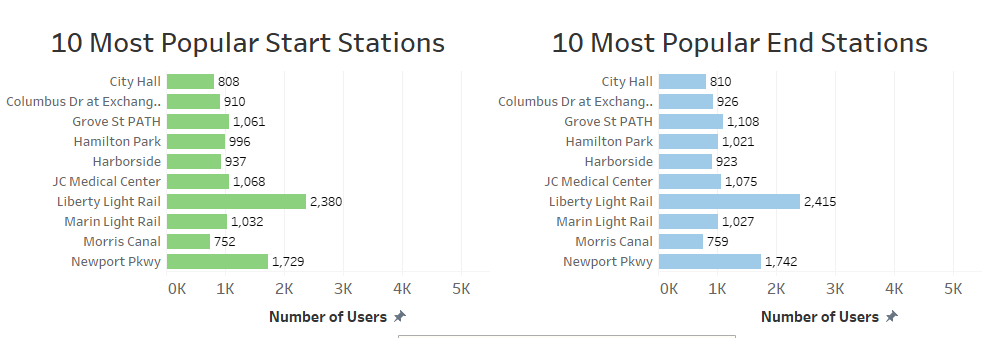 10 Most Popular Start Stations
City Hall 808
Columbus Dr at Exchang.. 910
Grove St PATH 1,061
Hamilton Park 996
Harborside 937
JC Medical Center 1,068
Liberty Light Rail 2,380
Marin Light Rail 1,032
Morris Canal 752
Newport Pkwy 1,729
0K 1K 2K 3K 4K 5K
Number of Users
10 Most Popular End Stations
City Hall 810
Columbus Dr at Exchang.. 926
Grove St PATH 1,108
Hamilton Park 1,021
Harborside 923
JC Medical Center 1,075
Liberty Light Rail 2,415
Marin Light Rail 1,027
Morris Canal 759
Newport Pkwy 1,742
0K 1K 2K 3K 4K 5K
Number of Users